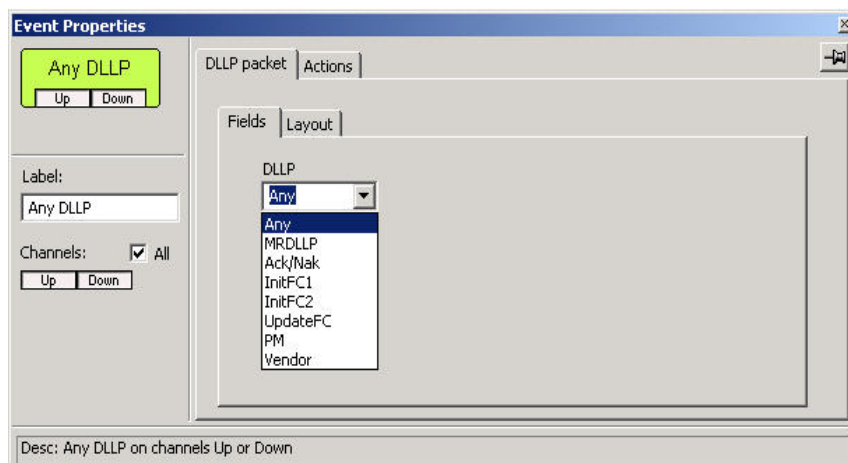 Event Properties
Any DLLP
Up Down
Label:
Any DLLP
Channels: All
Up Down
DLLP packet Actions
Fields Layout
DLLP
Any
Any
MRDLLP
Ack/Nak
InitFC1
InitFC2
UpdateFC
PM
Vendor
Desc: Any DLLP on channels Up or Down